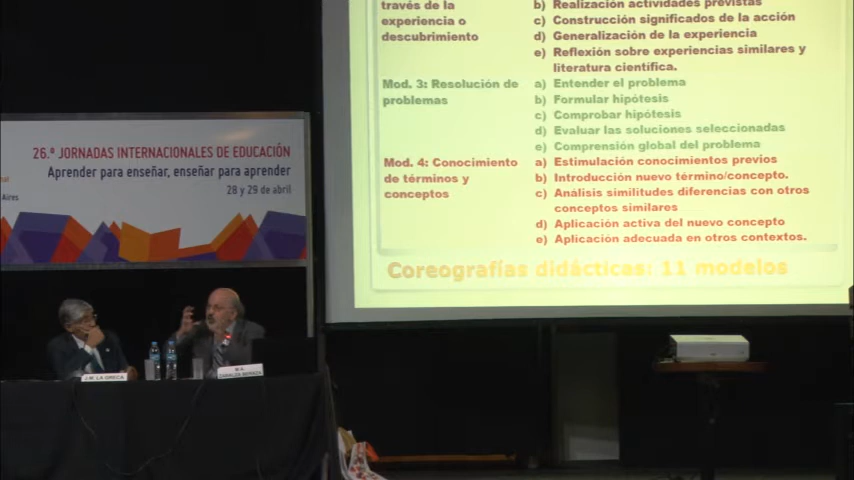 través de la
experiencia o
descubrimiento
b) Realización actividades previstas
c) Construcción significados de la acción
d) Generalización de la experiencia
e) Reflexión sobre experiencias similares y
literatura científica.
Mod. 3: Resolución de
problemas
a) Entender el problema
b) Formular hipótesis
c) Comprobar hipótesis
d) Evaluar las soluciones seleccionadas
e) Comprensión global del problema
Mod. 4: Conocimiento
de términos y
conceptos
a) Estimulación conocimientos previos
b) Introducción nuevo término/concepto.
c) Análisis similitudes diferencias con otros
conceptos similares
d) Aplicación activa del nuevo concepto
e) Aplicación adecuada en otros contextos.
Coreografías didácticas: 11 modelos
26.º JORNADAS INTERNACIONALES DE EDUCACIÓN
Aprender para enseñar, enseñar para aprender
28 y 29 de abril
Aires
J.M. LA GRECA
ZABALZA BERAZA